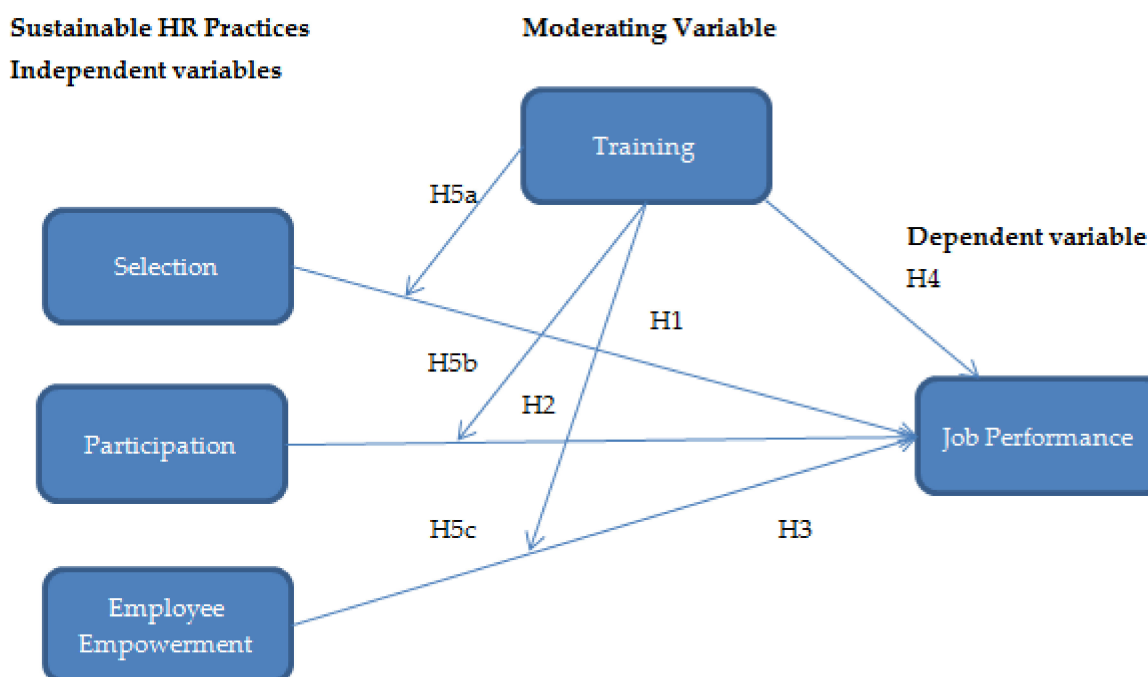 Sustainable HR Practices
Independent variables
Moderating Variable
Training
H5a
Selection
Dependent variable
H4
H1
H5b
H2
Participation
Job Performance
H5c
H3
Employee
Empowerment